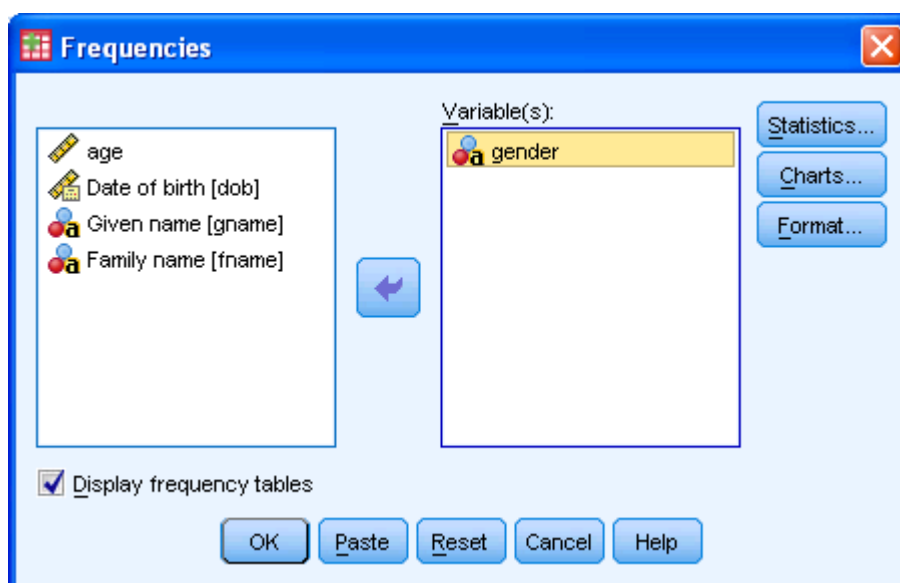 Frequencies
age
Date of birth [dob]
Given name [gname]
Family name [fname]
Variable(s):
gender
Statistics...
Charts...
Format...
Display frequency tables
OK
Paste
Reset
Cancel
Help